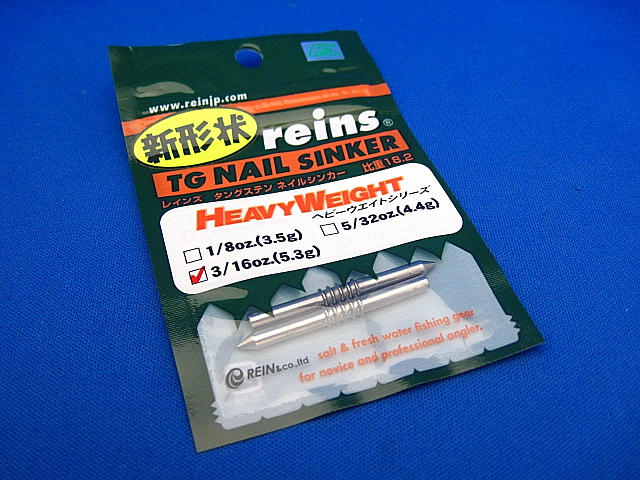 www.reinjp.com
新形状
reins®
TG NAIL SINKER
レインズ タングステン ネイルシンカー 比重18.2
HEAVYWEIGHT
ヘビーウエイトシリーズ
1/8oz.(3.5g)
5/32oz.(4.4g)
3/16oz.(5.3g)
REIN&co.,ltd
salt & fresh water fishing gear
for novice and professional angler.